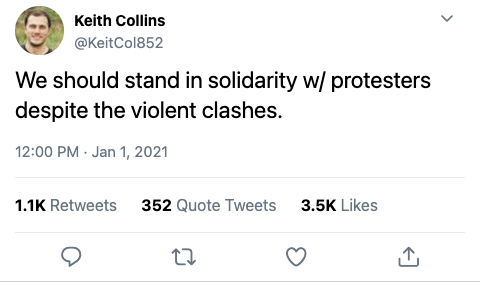 Keith Collins
@KeitCol852
We should stand in solidarity w/ protesters
despite the violent clashes.
12:00 PM · Jan 1, 2021
1.1K Retweets 352 Quote Tweets 3.5K Likes